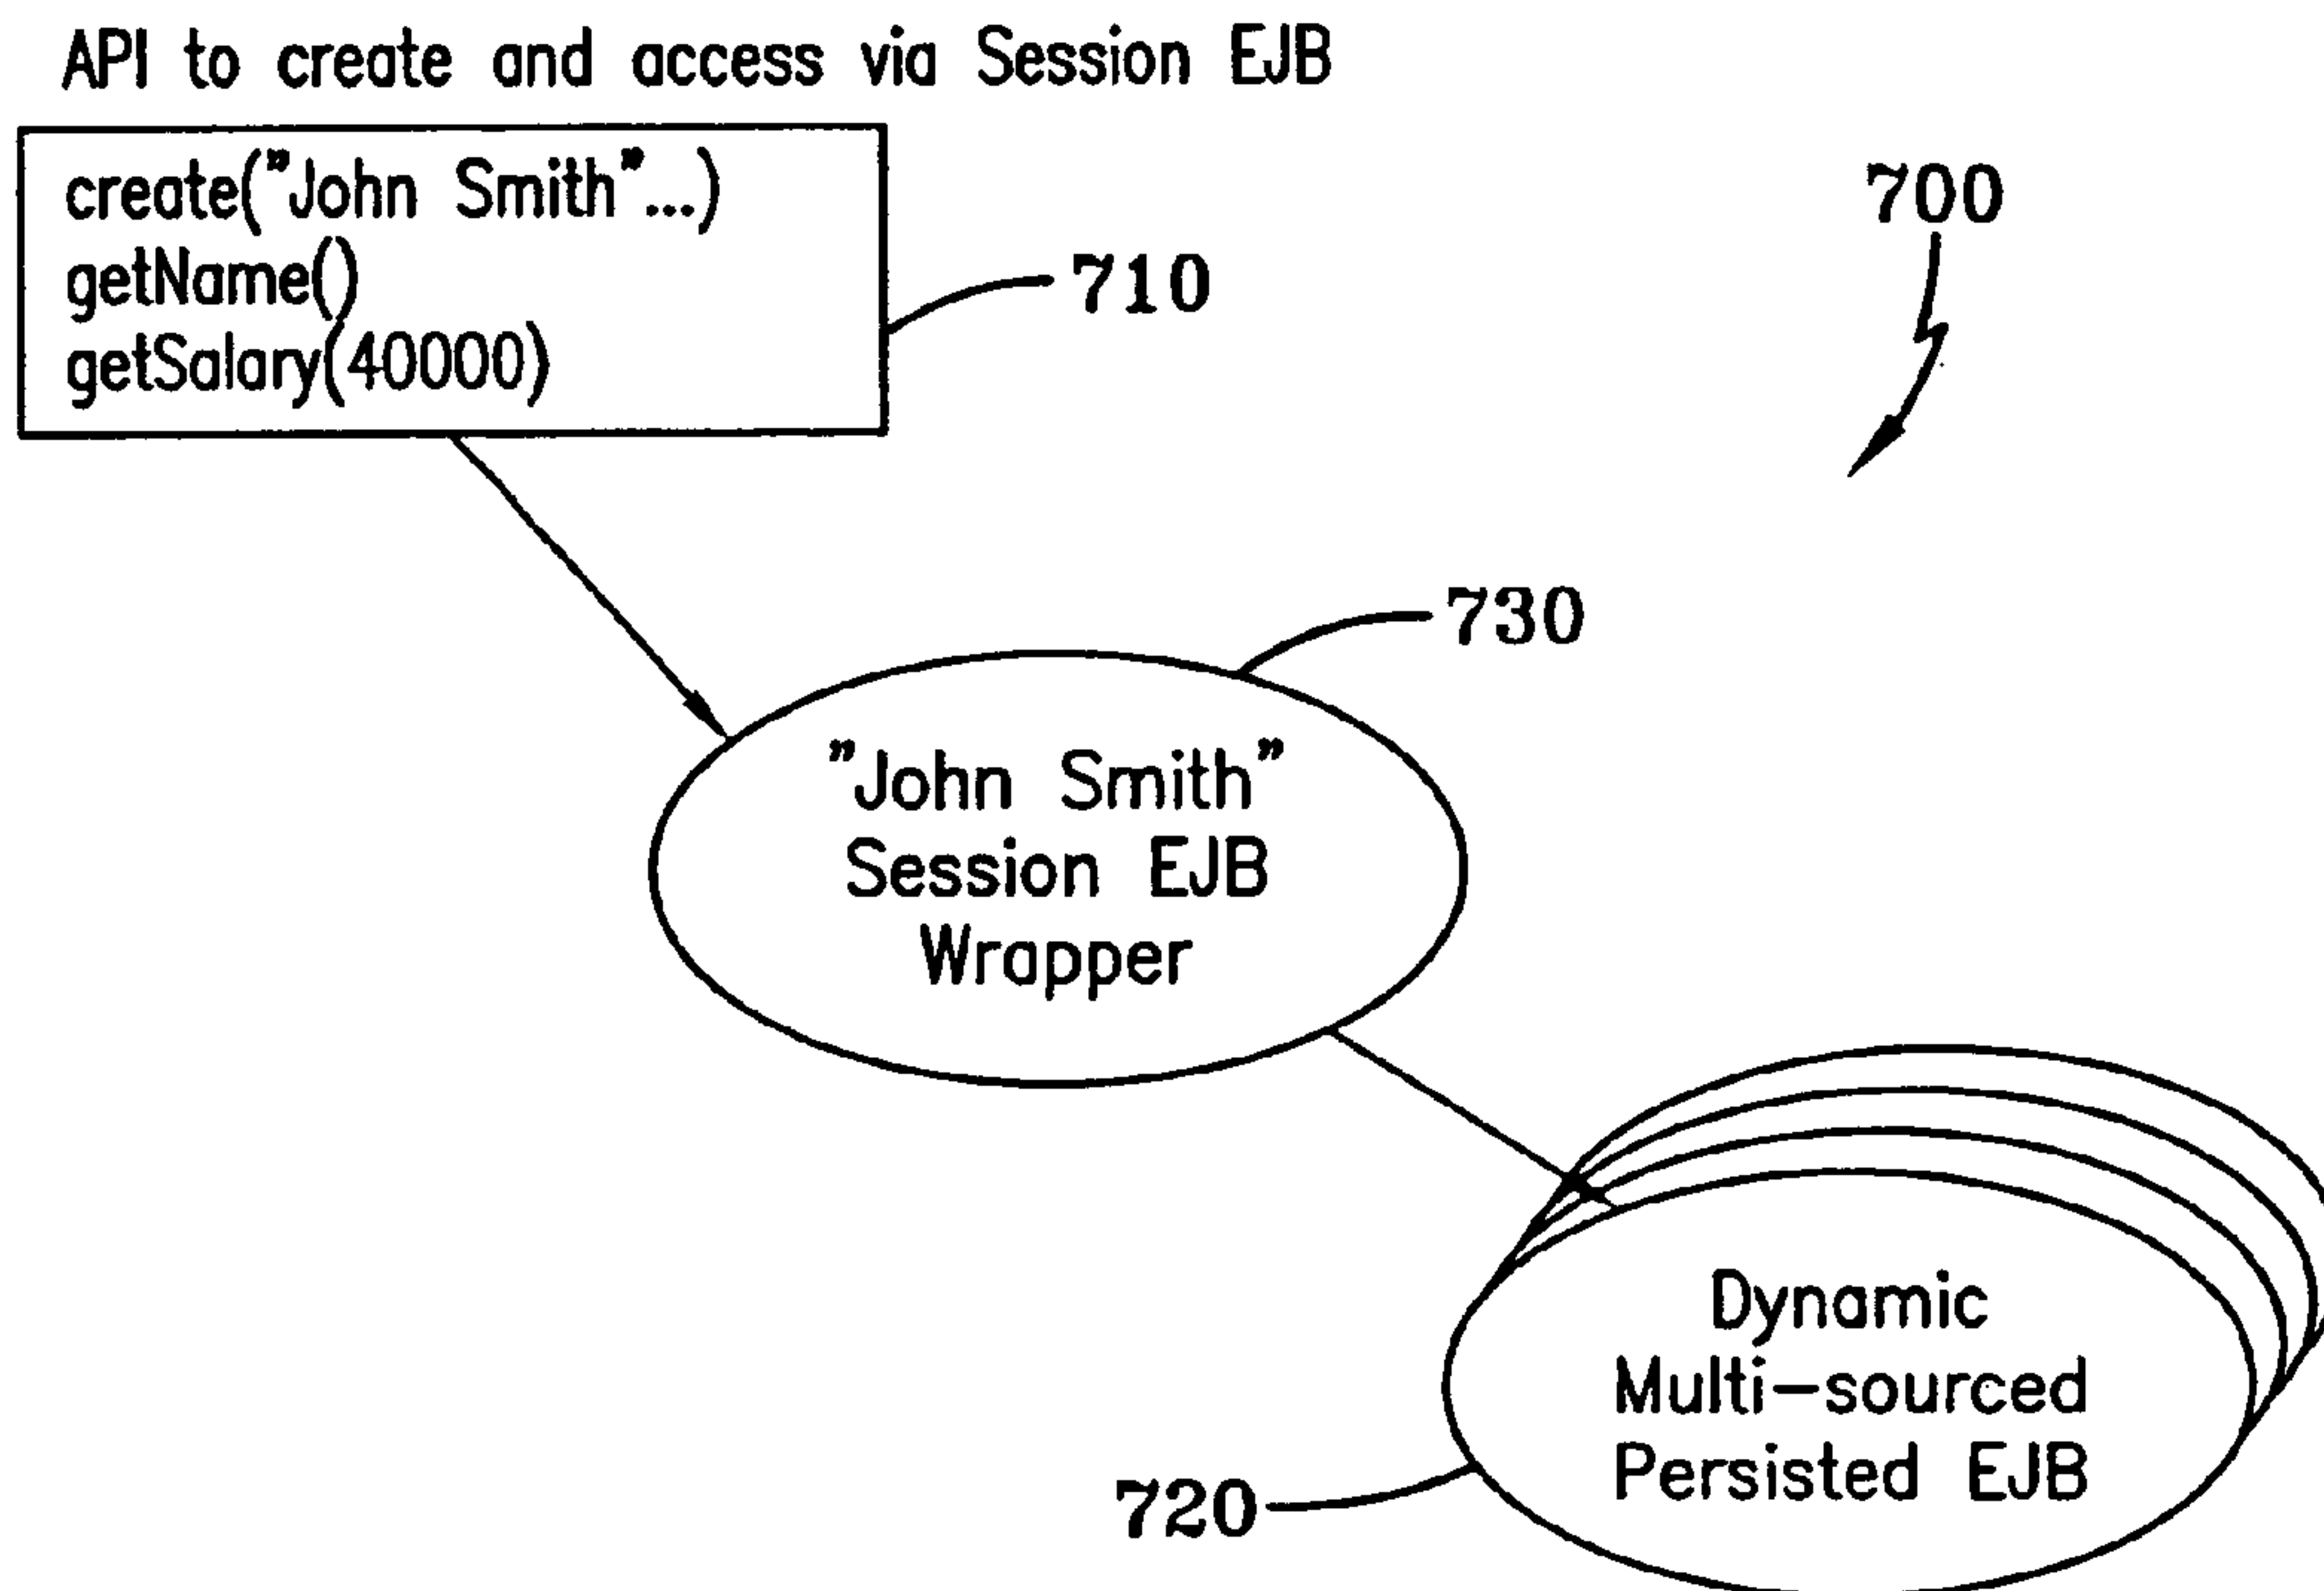 API to create and access via Session EJB
create("John Smith"...)
getName()
getSalary(40000)
710
700
730
"John Smith"
Session EJB
Wrapper
Dynamic
Multi-sourced
Persisted EJB
720